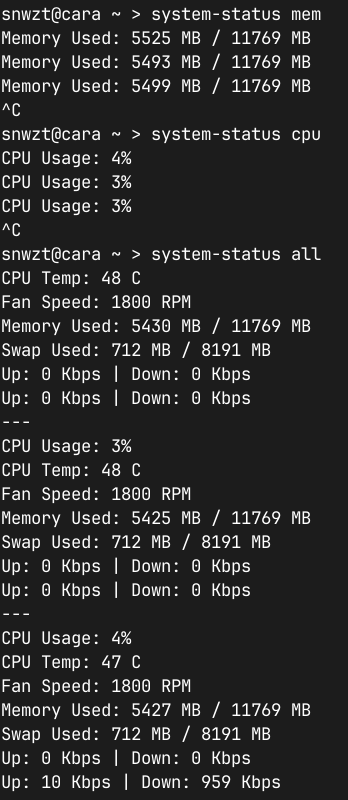 snwzt@cara ~ > system-status mem
Memory Used: 5525 MB / 11769 MB
Memory Used: 5493 MB / 11769 MB
Memory Used: 5499 MB / 11769 MB
^C
snwzt@cara ~ > system-status cpu
CPU Usage: 4%
CPU Usage: 3%
CPU Usage: 3%
^C
snwzt@cara ~ > system-status all
CPU Temp: 48 C
Fan Speed: 1800 RPM
Memory Used: 5430 MB / 11769 MB
Swap Used: 712 MB / 8191 MB
Up: 0 Kbps | Down: 0 Kbps
Up: 0 Kbps | Down: 0 Kbps
---
CPU Usage: 3%
CPU Temp: 48 C
Fan Speed: 1800 RPM
Memory Used: 5425 MB / 11769 MB
Swap Used: 712 MB / 8191 MB
Up: 0 Kbps | Down: 0 Kbps
Up: 0 Kbps | Down: 0 Kbps
---
CPU Usage: 4%
CPU Temp: 47 C
Fan Speed: 1800 RPM
Memory Used: 5427 MB / 11769 MB
Swap Used: 712 MB / 8191 MB
Up: 0 Kbps | Down: 0 Kbps
Up: 10 Kbps | Down: 959 Kbps